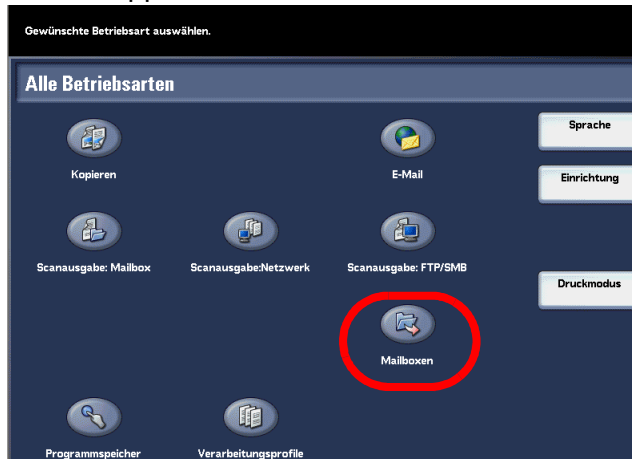 Gewünschte Betriebsart auswählen.
Alle Betriebsarten
Kopieren
E-Mail
Sprache
Einrichtung
Scanausgabe: Mailbox
Scanausgabe:Netzwerk
Scanausgabe: FTP/SMB
Druckmodus
Mailboxen
Programmspeicher
Verarbeitungsprofile